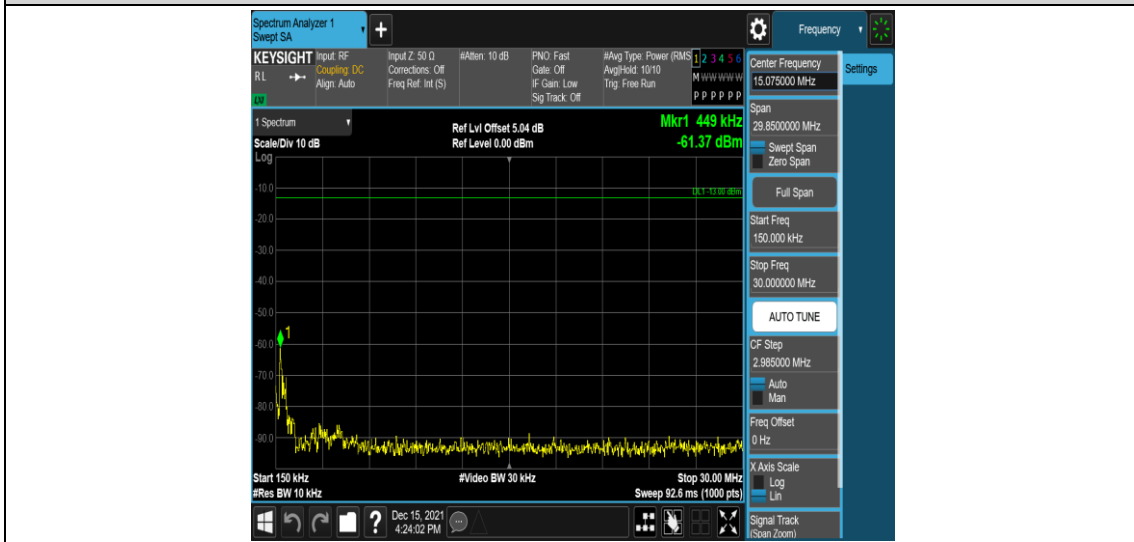 Spectrum Analyzer 1
Swept SA
+
Frequency
KEYSIGHT
RL
Input: RF
Coupling: DC
Align: Auto
Input Z: 50 Ω
Corrections: Off
Freq Ref: Int (S)
#Atten: 10 dB
PNO: Fast
Gate: Off
IF Gain: Low
Sig Track: Off
#Avg Type: Power (RMS
Avg|Hold: 10/10
Trig: Free Run
1 2 3 4 5 6
M W W W W W
P P P P P P
1 Spectrum
Scale/Div 10 dB
Log
Ref Lvl Offset 5.04 dB
Ref Level 0.00 dBm
Mkr1 449 kHz
-61.37 dBm
DL1 -13.00 dBm
-10.0
-20.0
-30.0
-40.0
-50.0
-60.0
-70.0
-80.0
-90.0
1
Start 150 kHz
#Res BW 10 kHz
#Video BW 30 kHz
Stop 30.00 MHz
Sweep 92.6 ms (1000 pts)
Dec 15, 2021
4:24:02 PM
?
Center Frequency
15.075000 MHz
Settings
Span
29.8500000 MHz
Swept Span
Zero Span
Full Span
Start Freq
150.000 kHz
Stop Freq
30.000000 MHz
AUTO TUNE
CF Step
2.985000 MHz
Auto
Man
Freq Offset
0 Hz
X Axis Scale
Log
Lin
Signal Track
(Span Zoom)